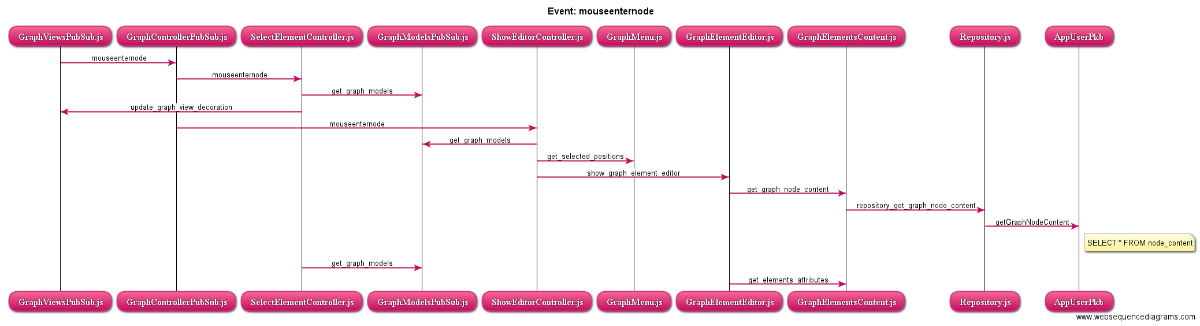 Event: mouseenternode
GraphViewsPubSub.js GraphControllerPubSub.js SelectElementController.js GraphModelsPubSub.js ShowEditorController.js GraphMenu.js GraphElementEditor.js GraphElementsContent.js Repository.js AppUserPkb
mouseenternode
mouseenternode
get_graph_models
update_graph_view_decoration
mouseenternode
get_graph_models
get_selected_positions
show_graph_element_editor
get_graph_node_content
repository_get_graph_node_content
getGraphNodeContent
SELECT * FROM node_content
get_graph_models
get_elements_attributes
GraphViewsPubSub.js GraphControllerPubSub.js SelectElementController.js GraphModelsPubSub.js ShowEditorController.js GraphMenu.js GraphElementEditor.js GraphElementsContent.js Repository.js AppUserPkb
www.websequencediagrams.com